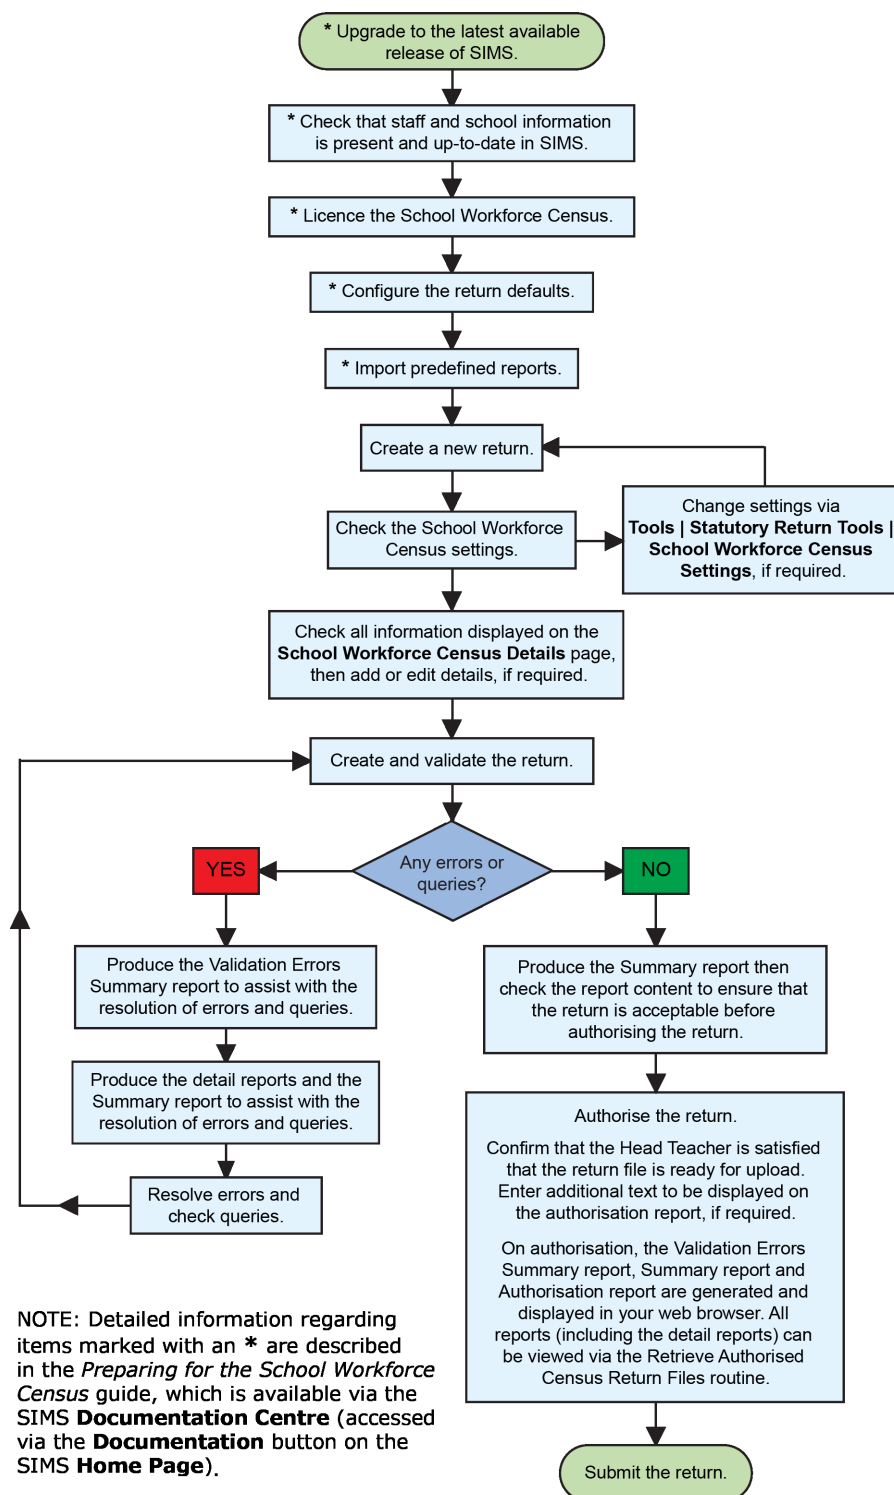 * Upgrade to the latest available
release of SIMS.
* Check that staff and school information
is present and up-to-date in SIMS.
* Licence the School Workforce Census.
* Configure the return defaults.
* Import predefined reports.
Create a new return.
Check the School Workforce
Census settings.
Change settings via
Tools | Statutory Return Tools |
School Workforce Census
Settings, if required.
Check all information displayed on the
School Workforce Census Details page,
then add or edit details, if required.
Create and validate the return.
Any errors or
queries?
YES
NO
Produce the Validation Errors
Summary report to assist with the
resolution of errors and queries.
Produce the detail reports and the
Summary report to assist with the
resolution of errors and queries.
Resolve errors and
check queries.
Produce the Summary report then
check the report content to ensure that
the return is acceptable before
authorising the return.
Authorise the return.
Confirm that the Head Teacher is satisfied
that the return file is ready for upload.
Enter additional text to be displayed on
the authorisation report, if required.
On authorisation, the Validation Errors
Summary report, Summary report and
Authorisation report are generated and
displayed in your web browser. All
reports (including the detail reports) can
be viewed via the Retrieve Authorised
Census Return Files routine.
Submit the return.
NOTE: Detailed information regarding
items marked with an * are described
in the Preparing for the School Workforce
Census guide, which is available via the
SIMS Documentation Centre (accessed
via the Documentation button on the
SIMS Home Page).